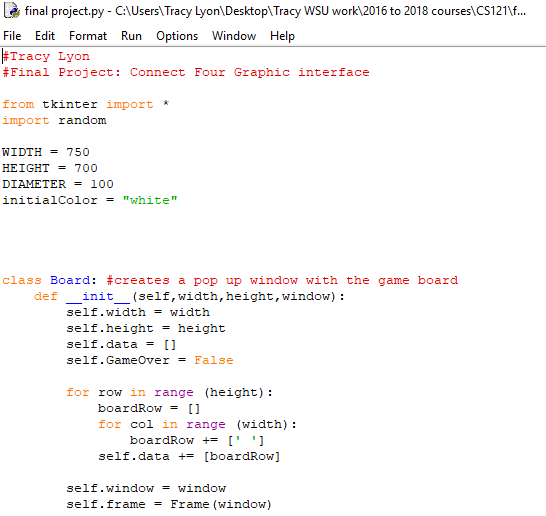 final project.py - C:\Users\Tracy Lyon\Desktop\Tracy WSU work\2016 to 2018 courses\CS121\f...
File Edit Format Run Options Window Help
#Tracy Lyon
#Final Project: Connect Four Graphic interface
from tkinter import *
import random
WIDTH = 750
HEIGHT = 700
DIAMETER = 100
initialColor = "white"
class Board: #creates a pop up window with the game board
    def __init__(self,width,height,window):
        self.width = width
        self.height = height
        self.data = []
        self.GameOver = False
        for row in range (height):
            boardRow = []
            for col in range (width):
                boardRow += [' ']
            self.data += [boardRow]
        self.window = window
        self.frame = Frame(window)